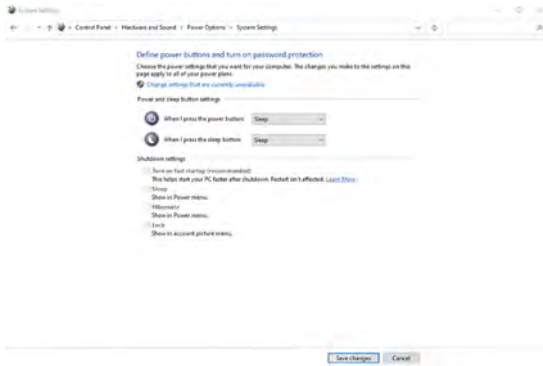 System Settings
Control Panel > Hardware and Sound > Power Options > System Settings
Define power buttons and turn on password protection
Choose the power settings that you want for your computer. The changes you make to the settings on this
page apply to all of your power plans.
Change settings that are currently unavailable
Power and sleep button settings
When I press the power button: Sleep
When I press the sleep button: Sleep
Shutdown settings
Turn on fast startup (recommended)
This helps start your PC faster after shutdown. Restart isn't affected. Learn More
Sleep
Show in Power menu.
Hibernate
Show in Power menu.
Lock
Show in account picture menu.
Save changes Cancel